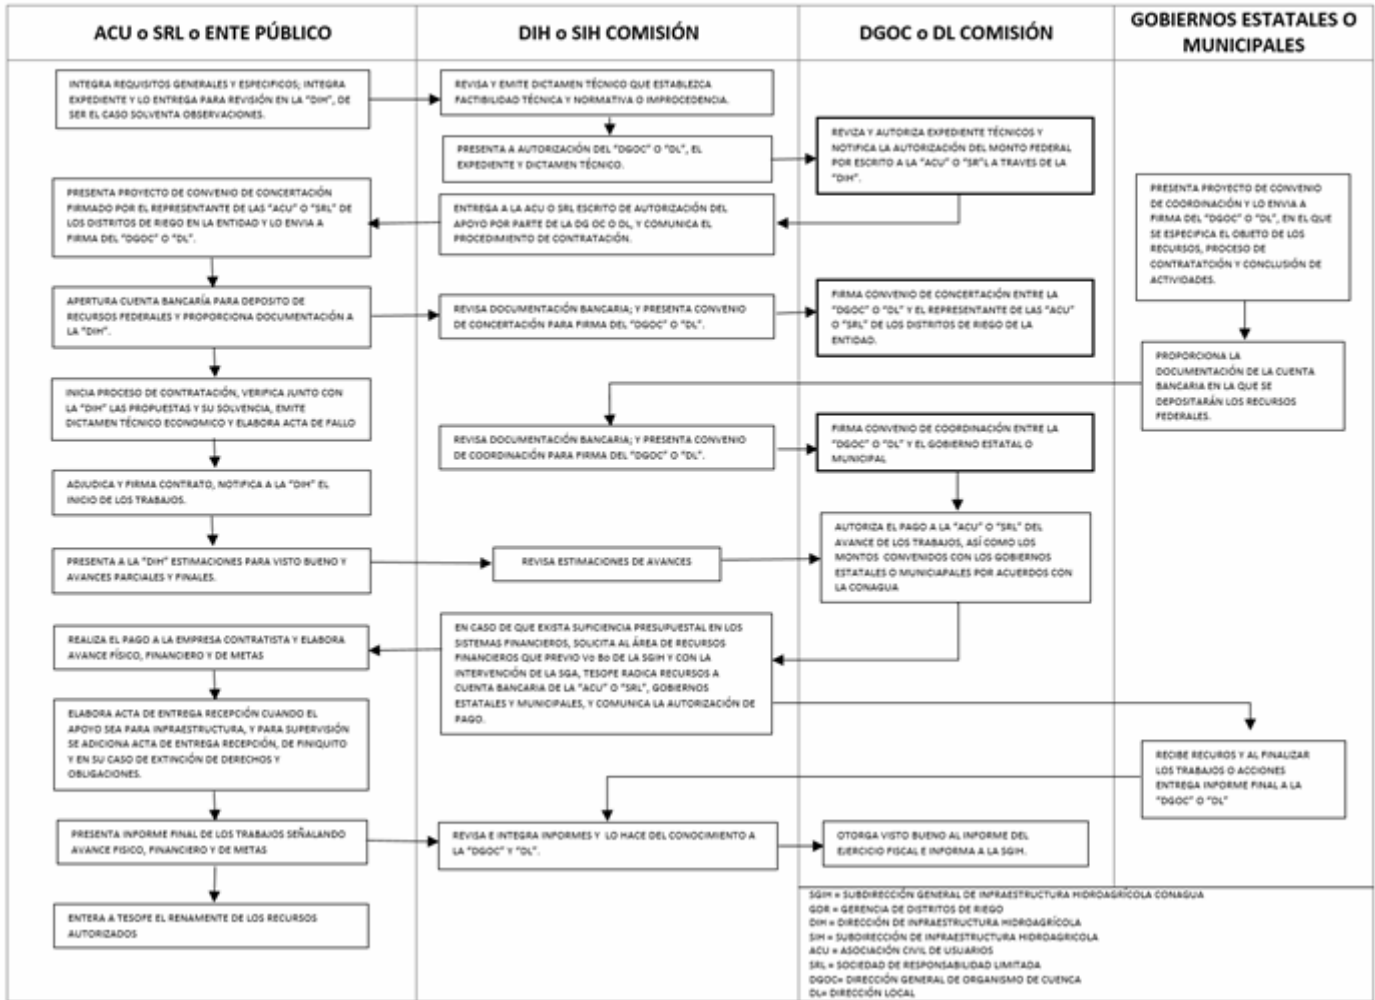 ACU o SRL o ENTE PÚBLICO
DIH o SIH COMISIÓN
DGOC o DL COMISIÓN
GOBIERNOS ESTATALES O
MUNICIPALES
INTEGRA REQUISITOS GENERALES Y ESPECIFICOS; INTEGRA
EXPEDIENTE Y LO ENTREGA PARA REVISIÓN EN LA "DIH", DE
SER EL CASO SOLVENTA OBSERVACIONES.
REVISA Y EMITE DICTAMEN TÉCNICO QUE ESTABLEZCA
FACTIBILIDAD TÉCNICA Y NORMATIVA O IMPROCEDENCIA.
PRESENTA A AUTORIZACIÓN DEL "DGOC" O "DL", EL
EXPEDIENTE Y DICTAMEN TÉCNICO.
REVIZA Y AUTORIZA EXPEDIENTE TÉCNICOS Y
NOTIFICA LA AUTORIZACIÓN DEL MONTO FEDERAL
POR ESCRITO A LA "ACU" O "SR"L A TRAVES DE LA
"DIH".
PRESENTA PROYECTO DE CONVENIO DE CONCERTACIÓN
FIRMADO POR EL REPRESENTANTE DE LAS "ACU" O "SRL" DE
LOS DISTRITOS DE RIEGO EN LA ENTIDAD Y LO ENVIA A
FIRMA DEL "DGOC" O "DL".
ENTREGA A LA ACU O SRL ESCRITO DE AUTORIZACIÓN DEL
APOYO POR PARTE DE LA DG OC O DL, Y COMUNICA EL
PROCEDIMIENTO DE CONTRATACIÓN.
PRESENTA PROYECTO DE CONVENIO
DE COORDINACIÓN Y LO ENVIA A
FIRMA DEL "DGOC" O "DL", EN EL QUE
SE ESPECIFICA EL OBJETO DE LOS
RECURSOS, PROCESO DE
CONTRATATCIÓN Y CONCLUSIÓN DE
ACTIVIDADES.
APERTURA CUENTA BANCARÍA PARA DEPOSITO DE
RECURSOS FEDERALES Y PROPORCIONA DOCUMENTACIÓN A
LA "DIH".
REVISA DOCUMENTACIÓN BANCARIA; Y PRESENTA CONVENIO
DE CONCERTACIÓN PARA FIRMA DEL "DGOC" O "DL".
FIRMA CONVENIO DE CONCERTACIÓN ENTRE LA
"DGOC" O "DL" Y EL REPRESENTANTE DE LAS "ACU"
O "SRL" DE LOS DISTRITOS DE RIEGO DE LA
ENTIDAD.
PROPORCIONA LA
DOCUMENTACIÓN DE LA CUENTA
BANCARIA EN LA QUE SE
DEPOSITARÁN LOS RECURSOS
FEDERALES.
INICIA PROCESO DE CONTRATACIÓN, VERIFICA JUNTO CON
LA "DIH" LAS PROPUESTAS Y SU SOLVENCIA, EMITE
DICTAMEN TÉCNICO ECONOMICO Y ELABORA ACTA DE FALLO
REVISA DOCUMENTACIÓN BANCARIA; Y PRESENTA CONVENIO
DE COORDINACIÓN PARA FIRMA DEL "DGOC" O "DL".
FIRMA CONVENIO DE COORDINACIÓN ENTRE LA
"DGOC" O "DL" Y EL GOBIERNO ESTATAL O
MUNICIPAL
ADJUDICA Y FIRMA CONTRATO, NOTIFICA A LA "DIH" EL
INICIO DE LOS TRABAJOS.
PRESENTA A LA "DIH" ESTIMACIONES PARA VISTO BUENO Y
AVANCES PARCIALES Y FINALES.
REVISA ESTIMACIONES DE AVANCES
AUTORIZA EL PAGO A LA "ACU" O "SRL" DEL
AVANCE DE LOS TRABAJOS, ASÍ COMO LOS
MONTOS CONVENIDOS CON LOS GOBIERNOS
ESTATALES O MUNICIAPALES POR ACUERDOS CON
LA CONAGUA
REALIZA EL PAGO A LA EMPRESA CONTRATISTA Y ELABORA
AVANCE FÍSICO, FINANCIERO Y DE METAS
EN CASO DE QUE EXISTA SUFICIENCIA PRESUPUESTAL EN LOS
SISTEMAS FINANCIEROS, SOLICITA AL ÁREA DE RECURSOS
FINANCIEROS QUE PREVIO Vo Bo DE LA SGIH Y CON LA
INTERVENCIÓN DE LA SGA, TESOFE RADICA RECURSOS A
CUENTA BANCARIA DE LA "ACU" O "SRL", GOBIERNOS
ESTATALES Y MUNICIPALES, Y COMUNICA LA AUTORIZACIÓN DE
PAGO.
ELABORA ACTA DE ENTREGA RECEPCIÓN CUANDO EL
APOYO SEA PARA INFRAESTRUCTURA, Y PARA SUPERVISIÓN
SE ADICIONA ACTA DE ENTREGA RECEPCIÓN, DE FINIQUITO
Y EN SU CASO DE EXTINCIÓN DE DERECHOS Y
OBLIGACIONES.
RECIBE RECUROS Y AL FINALIZAR
LOS TRABAJOS O ACCIONES
ENTREGA INFORME FINAL A LA
"DGOC" O "DL"
PRESENTA INFORME FINAL DE LOS TRABAJOS SEÑALANDO
AVANCE FISICO, FINANCIERO Y DE METAS
REVISA E INTEGRA INFORMES Y LO HACE DEL CONOCIMIENTO A
LA "DGOC" Y "DL".
OTORGA VISTO BUENO AL INFORME DEL
EJERCICIO FISCAL E INFORMA A LA SGIH.
ENTERA A TESOFE EL RENAMENTE DE LOS RECURSOS
AUTORIZADOS
SGIH = SUBDIRECCIÓN GENERAL DE INFRAESTRUCTURA HIDROAGRÍCOLA CONAGUA
GDR = GERENCIA DE DISTRITOS DE RIEGO
DIH = DIRECCIÓN DE INFRAESTRUCTURA HIDROAGRÍCOLA
SIH = SUBDIRECCIÓN DE INFRAESTRUCTURA HIDROAGRICOLA
ACU = ASOCIACIÓN CIVIL DE USUARIOS
SRL = SOCIEDAD DE RESPONSABILIDAD LIMITADA
DGOC= DIRECCIÓN GENERAL DE ORGANISMO DE CUENCA
DL= DIRECCIÓN LOCAL